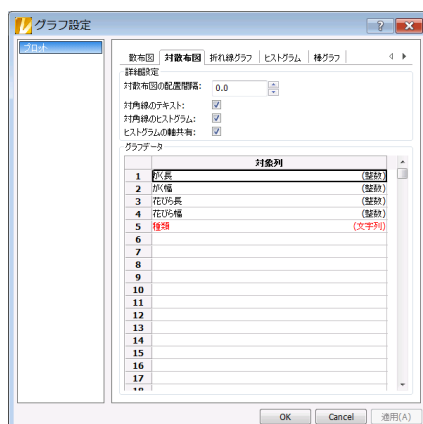 グラフ設定
プロット
散布図 対散布図 折れ線グラフ ヒストグラム 棒グラフ
詳細設定
対散布図の配置間隔: 0.0
対角線のテキスト:
対角線のヒストグラム:
ヒストグラムの軸共有:
グラフデータ
対象列
1 がく長 (整数)
2 がく幅 (整数)
3 花びら長 (整数)
4 花びら幅 (整数)
5 種類 (文字列)
6
7
8
9
10
11
12
13
14
15
16
17
18
OK Cancel 適用(A)